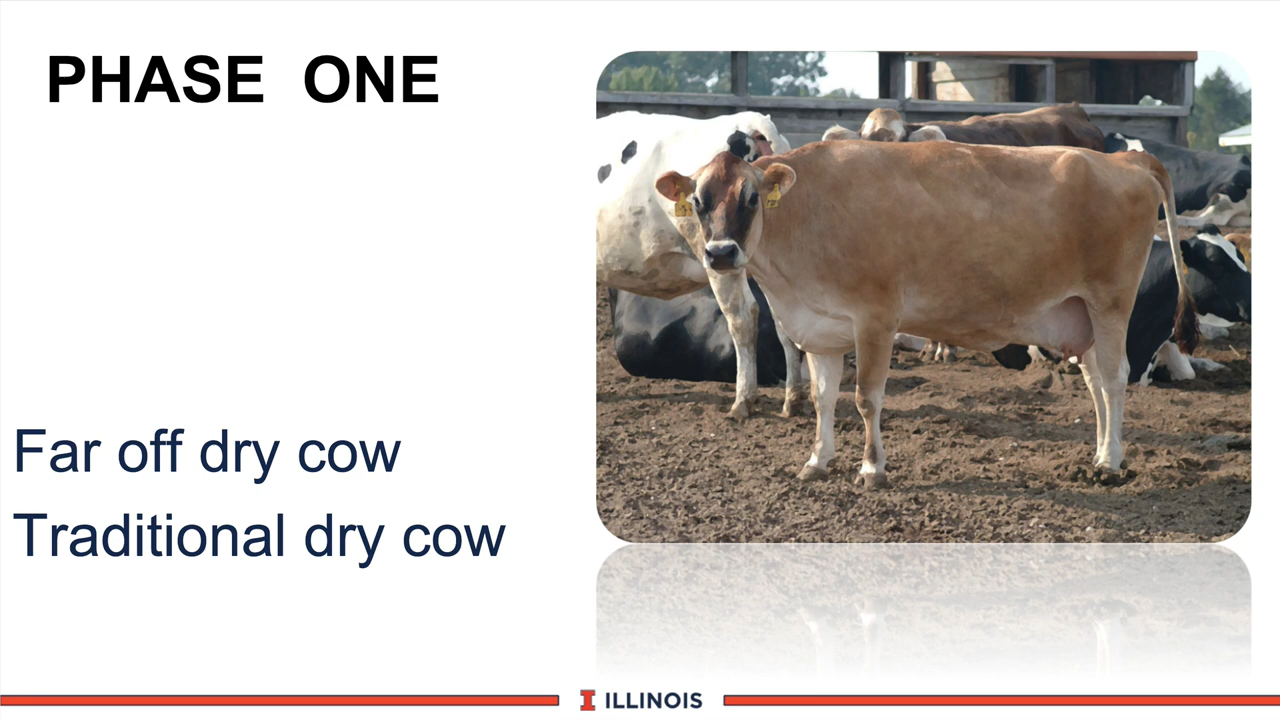 PHASE ONE
Far off dry cow
Traditional dry cow
ILLINOIS